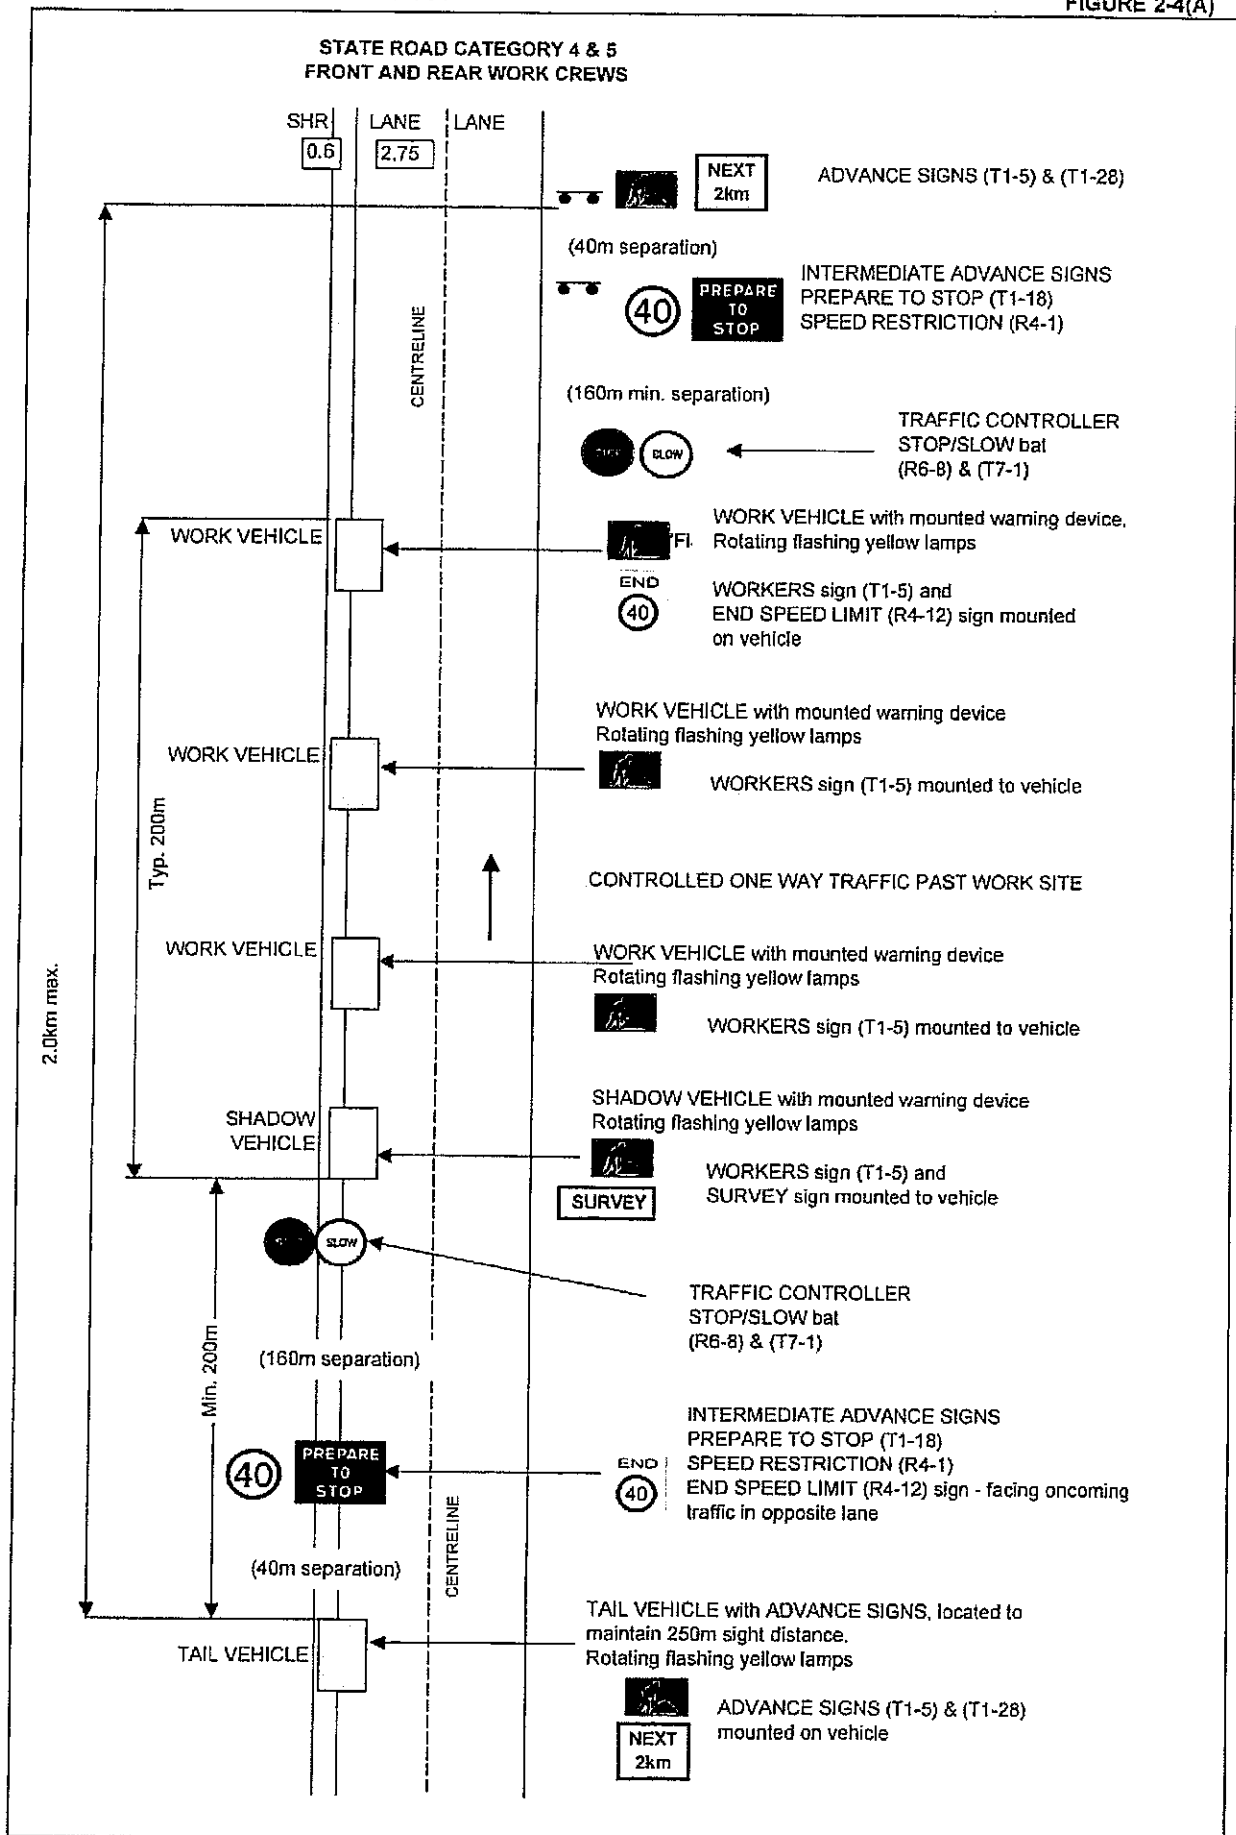 FIGURE 2-4(A)
STATE ROAD CATEGORY 4 & 5
FRONT AND REAR WORK CREWS
SHR LANE LANE
0.6 2.75
NEXT
2km
ADVANCE SIGNS (T1-5) & (T1-28)
(40m separation)
40
PREPARE
TO
STOP
INTERMEDIATE ADVANCE SIGNS
PREPARE TO STOP (T1-18)
SPEED RESTRICTION (R4-1)
CENTRELINE
(160m min. separation)
SLOW
TRAFFIC CONTROLLER
STOP/SLOW bat
(R6-8) & (T7-1)
WORK VEHICLE
WORK VEHICLE with mounted warning device.
Rotating flashing yellow lamps
END
40
WORKERS sign (T1-5) and
END SPEED LIMIT (R4-12) sign mounted
on vehicle
WORK VEHICLE
WORK VEHICLE with mounted warning device
Rotating flashing yellow lamps
WORKERS sign (T1-5) mounted to vehicle
Typ. 200m
CONTROLLED ONE WAY TRAFFIC PAST WORK SITE
WORK VEHICLE
WORK VEHICLE with mounted warning device
Rotating flashing yellow lamps
WORKERS sign (T1-5) mounted to vehicle
2.0km max.
SHADOW
VEHICLE
SHADOW VEHICLE with mounted warning device
Rotating flashing yellow lamps
SURVEY
WORKERS sign (T1-5) and
SURVEY sign mounted to vehicle
SLOW
TRAFFIC CONTROLLER
STOP/SLOW bat
(R6-8) & (T7-1)
Min. 200m
(160m separation)
40
PREPARE
TO
STOP
END
40
INTERMEDIATE ADVANCE SIGNS
PREPARE TO STOP (T1-18)
SPEED RESTRICTION (R4-1)
END SPEED LIMIT (R4-12) sign - facing oncoming
traffic in opposite lane
CENTRELINE
(40m separation)
TAIL VEHICLE
TAIL VEHICLE with ADVANCE SIGNS, located to
maintain 250m sight distance.
Rotating flashing yellow lamps
NEXT
2km
ADVANCE SIGNS (T1-5) & (T1-28)
mounted on vehicle